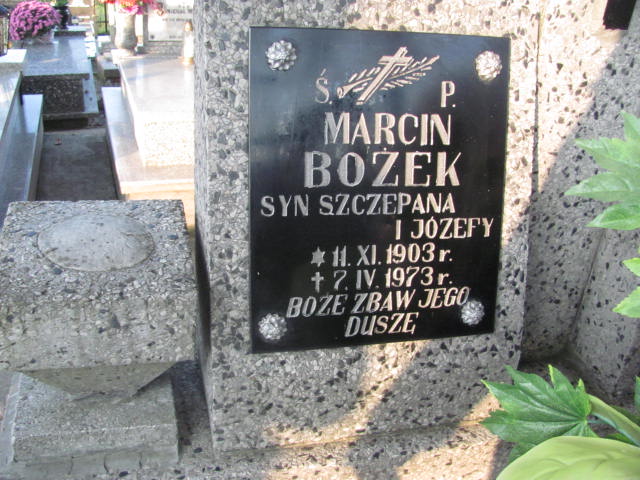 Ś. P.
MARCIN
BOŻEK
SYN SZCZEPANA
I JÓZEFY
* 11. XI. 1903 r.
† 7. IV. 1973 r.
BOŻE ZBAW JEGO
DUSZĘ